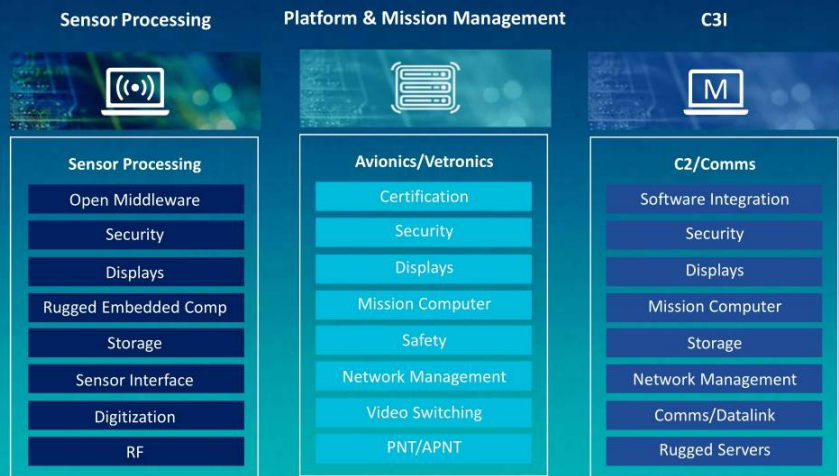 Sensor Processing
Platform & Mission Management
C3I
((•))
M
Sensor Processing
Open Middleware
Security
Displays
Rugged Embedded Comp
Storage
Sensor Interface
Digitization
RF
Avionics/Vetronics
Certification
Security
Displays
Mission Computer
Safety
Network Management
Video Switching
PNT/APNT
C2/Comms
Software Integration
Security
Displays
Mission Computer
Storage
Network Management
Comms/Datalink
Rugged Servers